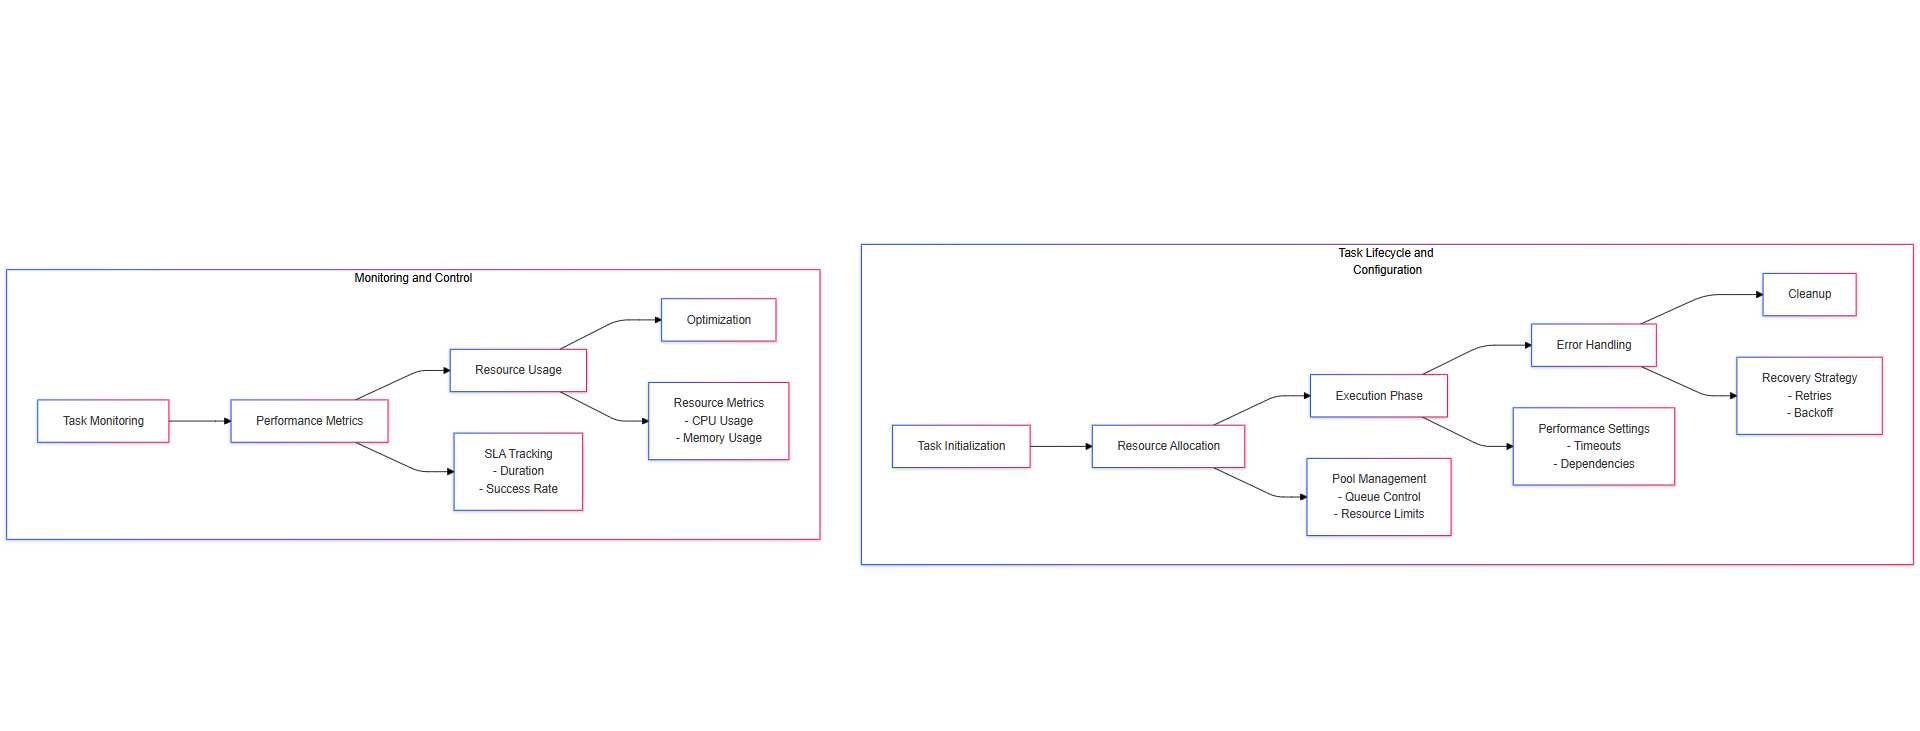 Monitoring and Control
Task Monitoring
Performance Metrics
Resource Usage
Optimization
Resource Metrics
- CPU Usage
- Memory Usage
SLA Tracking
- Duration
- Success Rate
Task Lifecycle and
Configuration
Task Initialization
Resource Allocation
Execution Phase
Error Handling
Cleanup
Recovery Strategy
- Retries
- Backoff
Performance Settings
- Timeouts
- Dependencies
Pool Management
- Queue Control
- Resource Limits